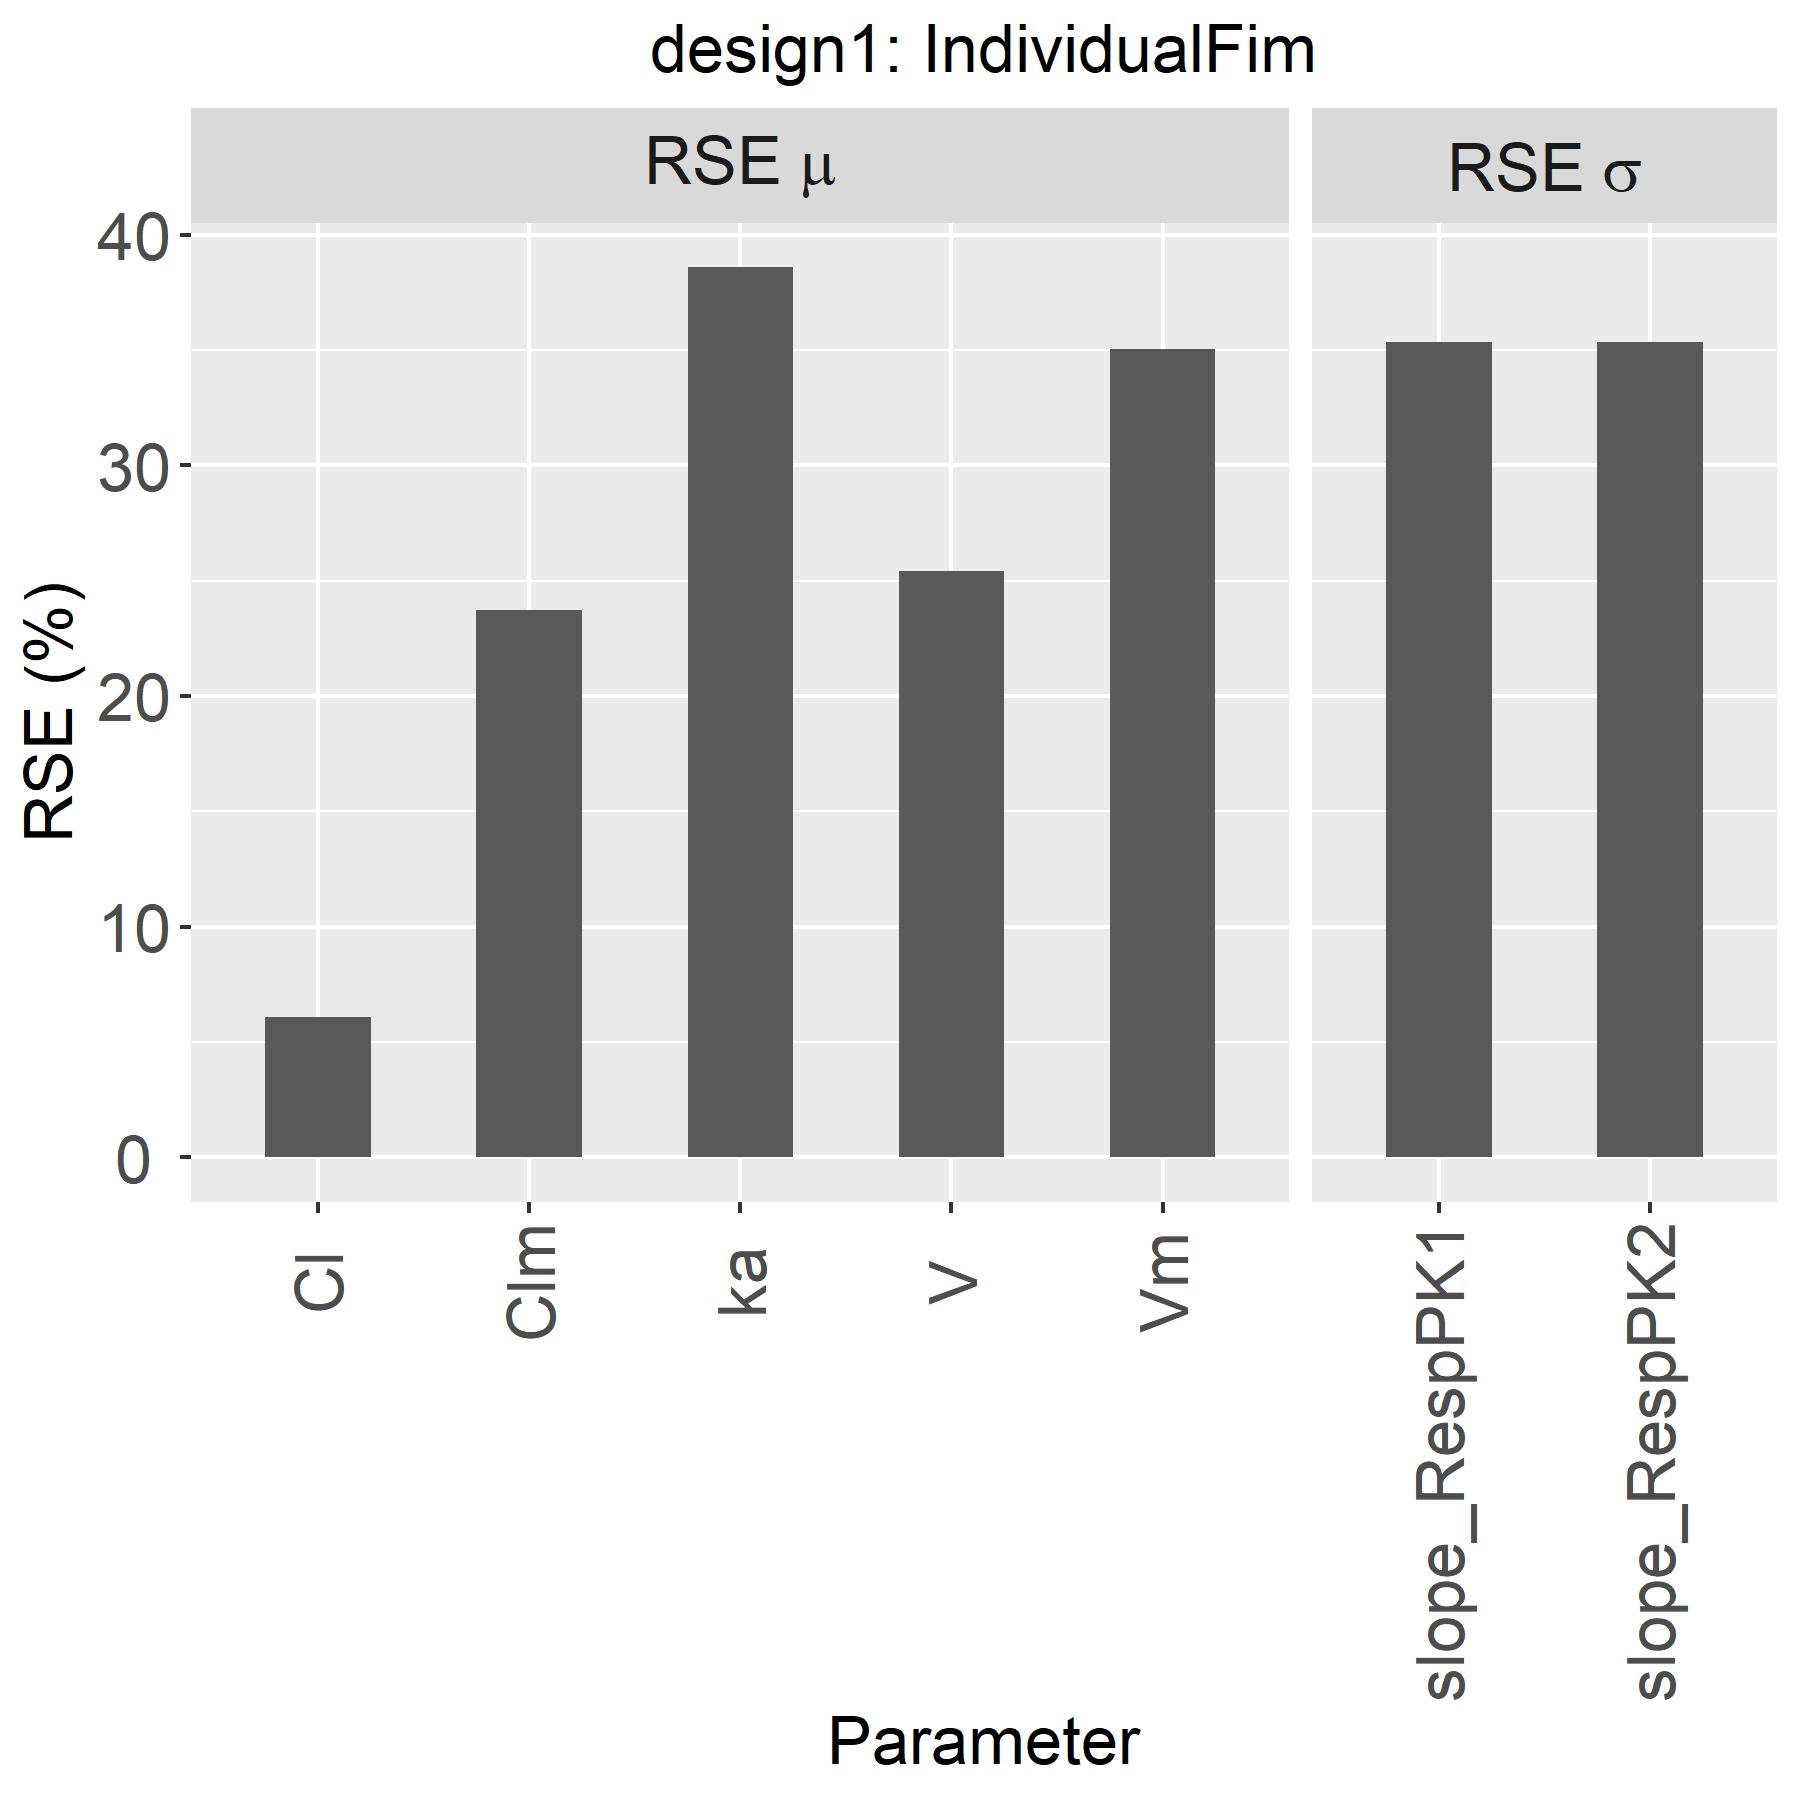 design1: IndividualFim
RSE μ
RSE σ
RSE (%)
40
30
20
10
0
Cl
Clm
ka
V
Vm
slope_RespPK1
slope_RespPK2
Parameter